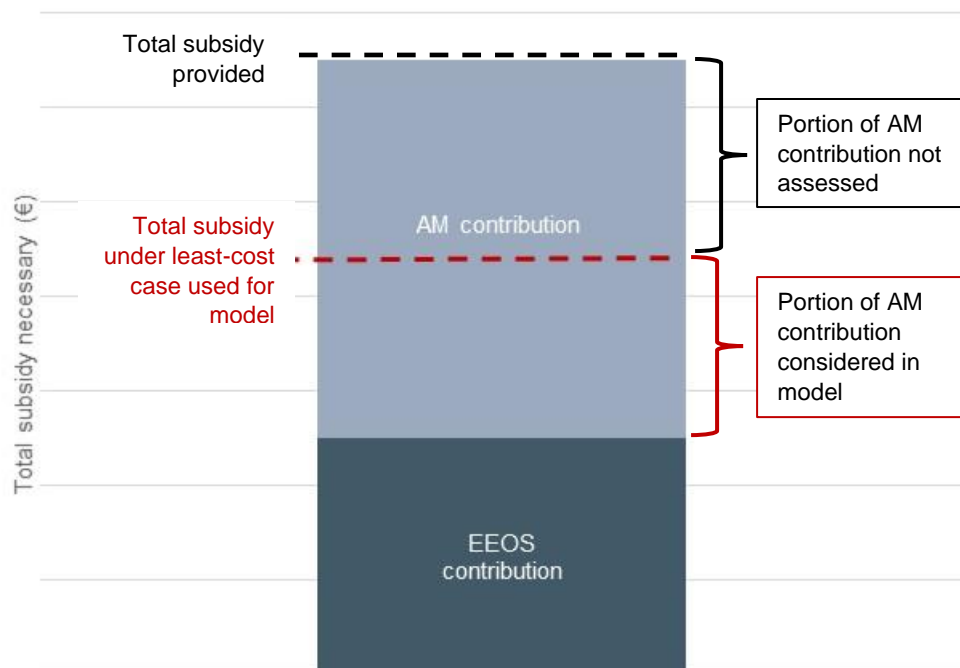 Total subsidy
provided
Portion of AM
contribution not
assessed
Total subsidy necessary (€)
Total subsidy
under least-cost
case used for
model
AM contribution
Portion of AM
contribution
considered in
model
EEOS
contribution